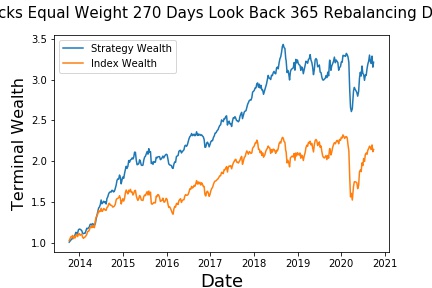 cks Equal Weight 270 Days Look Back 365 Rebalancing D
Strategy Wealth
Index Wealth
Terminal Wealth
3.5
3.0
2.5
2.0
1.5
1.0
2014 2015 2016 2017 2018 2019 2020 2021
Date